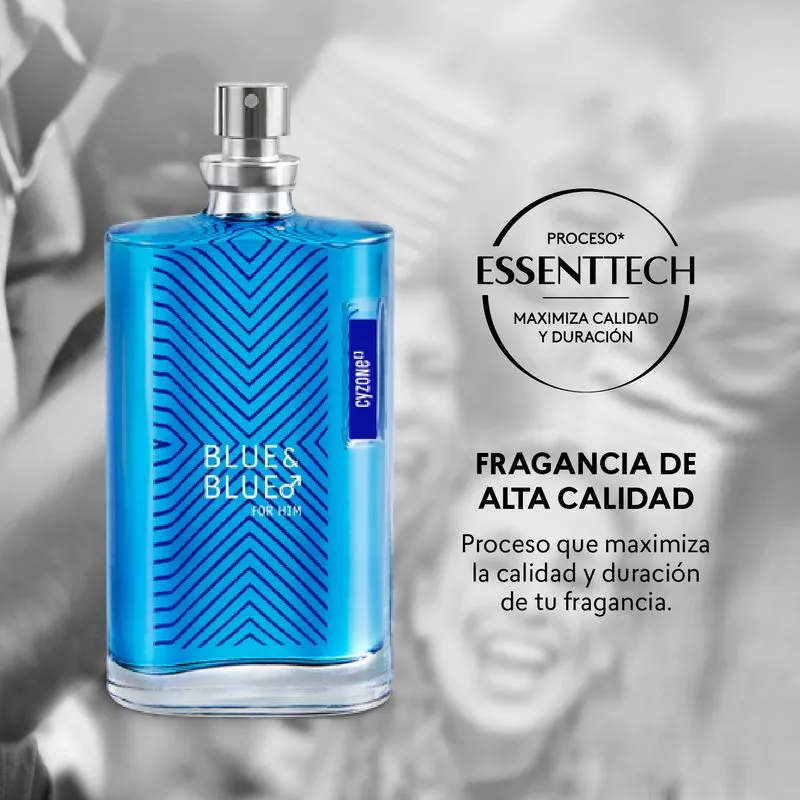 PROCESO*
ESSENTTECH
MAXIMIZA CALIDAD
Y DURACIÓN
cyzone
BLUE&
BLUE♂
FOR HIM
FRAGANCIA DE
ALTA CALIDAD
Proceso que maximiza
la calidad y duración
de tu fragancia.